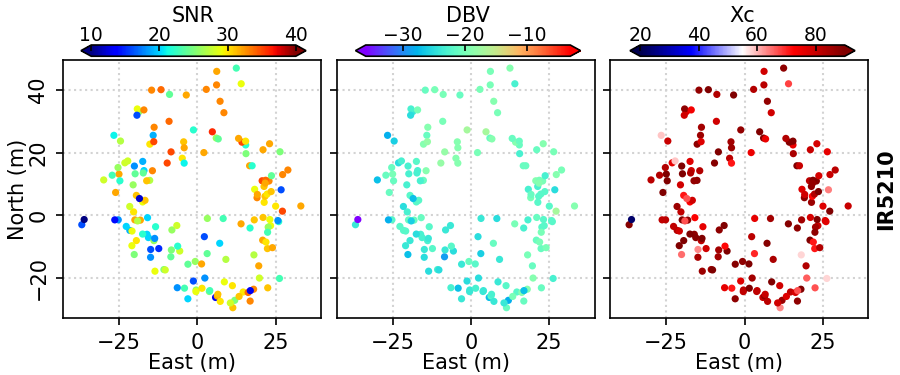 SNR DBV Xc
10 20 30 40 −30 −20 −10 20 40 60 80
40
20
North (m)
0
−20
IR5210
−25 0 25 −25 0 25 −25 0 25
East (m) East (m) East (m)